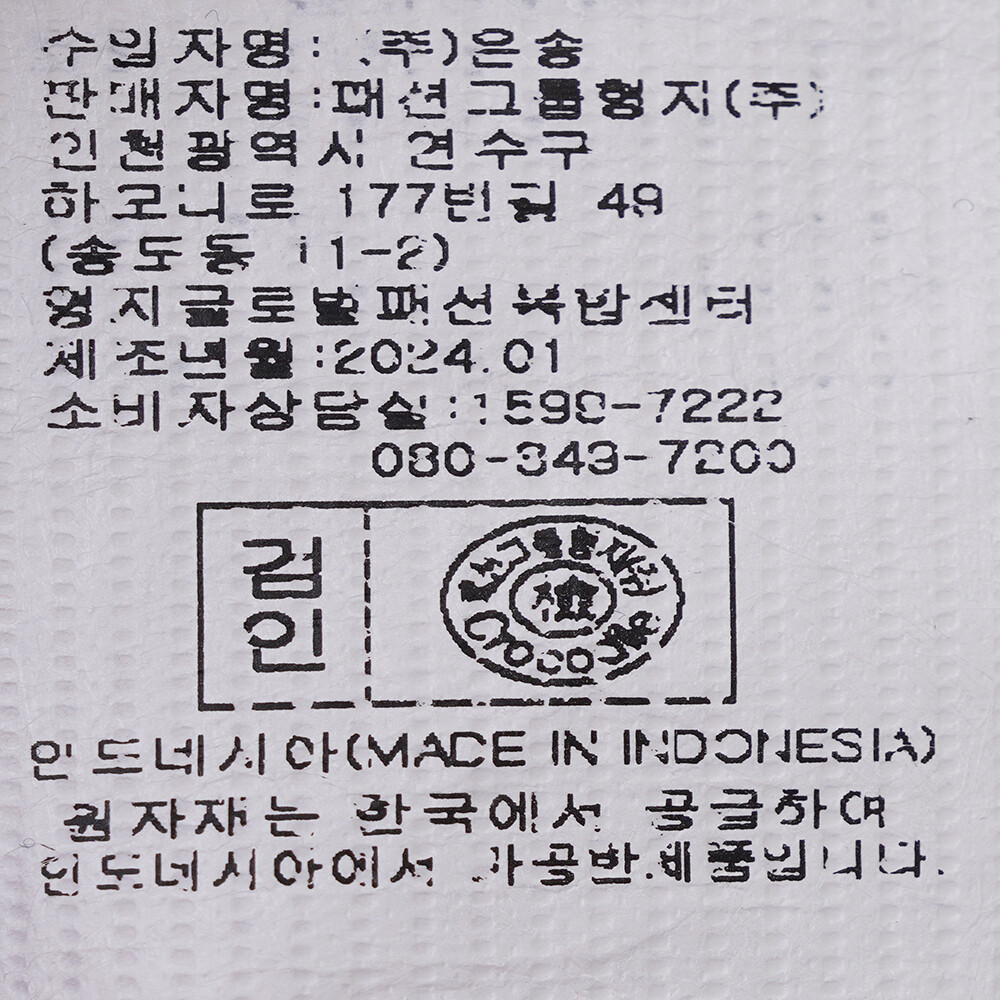 수입자명: (주)은송
판매자명:패션그룹형지(주)
인천광역시 연수구
하모니로 177번길 49
(송도동 11-2)
형지글로벌패션복합센터
제조년월:2024.01
소비자상담실:1599-7222
080-343-7200
검인
Crocodile
인도네시아(MADE IN INDONESIA)
원자재는 한국에서 공급하여
인도네시아에서 가공한 제품입니다.